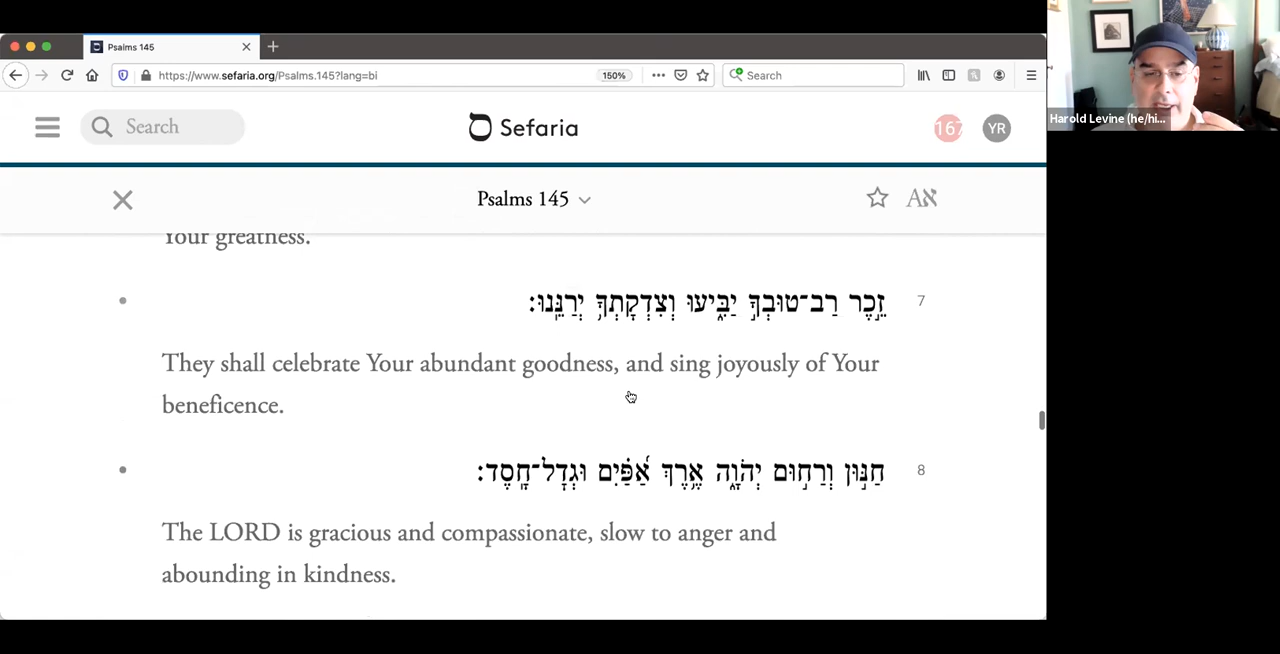 Psalms 145
https://www.sefaria.org/Psalms.145?lang=bi
150%
Search
Harold Levine (he/hi...
Search
Sefaria
167
YR
Psalms 145
Aא
Your greatness.
זֵ֣כֶר רַב־טוּבְךָ֣ יַבִּ֑יעוּ וְצִדְקָתְךָ֥ יְרַנֵּֽנוּ׃
7
They shall celebrate Your abundant goodness, and sing joyously of Your
beneficence.
חַנּ֣וּן וְרַח֣וּם יְהֹוָ֑ה אֶ֥רֶךְ אַ֝פַּ֗יִם וּגְדׇל־חָֽסֶד׃
8
The LORD is gracious and compassionate, slow to anger and
abounding in kindness.